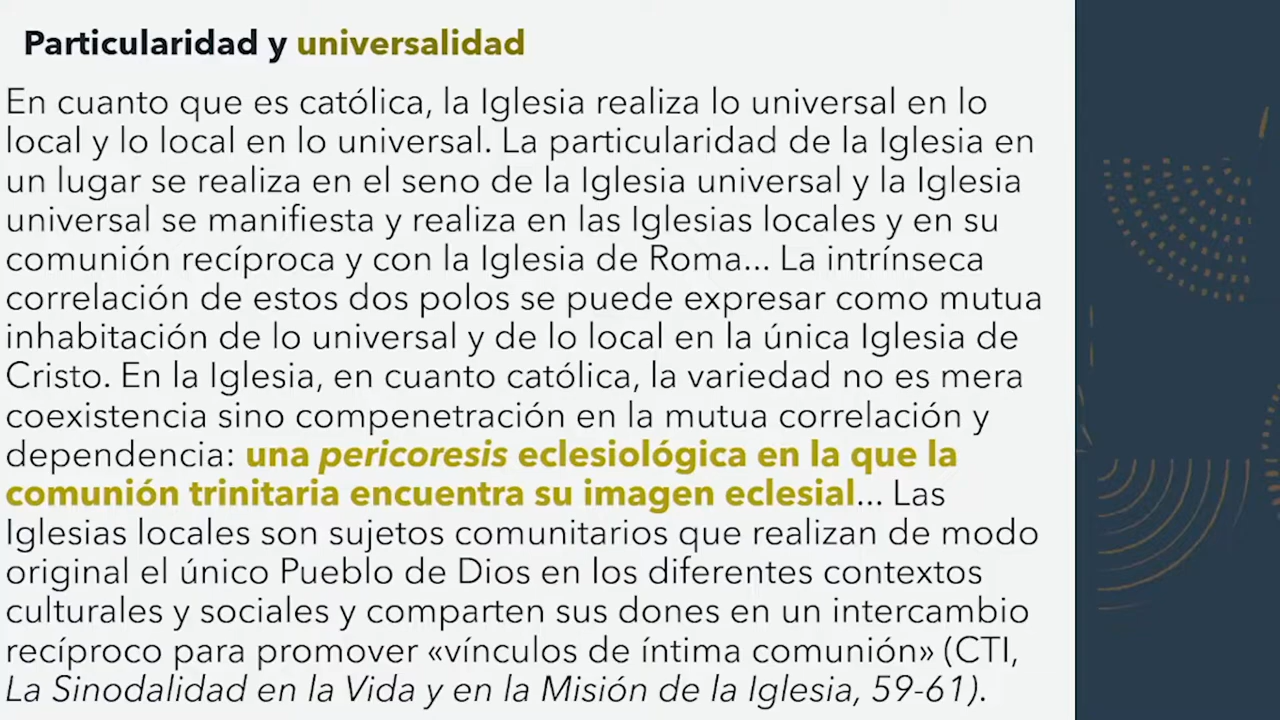 Particularidad y universalidad
En cuanto que es católica, la Iglesia realiza lo universal en lo
local y lo local en lo universal. La particularidad de la Iglesia en
un lugar se realiza en el seno de la Iglesia universal y la Iglesia
universal se manifiesta y realiza en las Iglesias locales y en su
comunión recíproca y con la Iglesia de Roma... La intrínseca
correlación de estos dos polos se puede expresar como mutua
inhabitación de lo universal y de lo local en la única Iglesia de
Cristo. En la Iglesia, en cuanto católica, la variedad no es mera
coexistencia sino compenetración en la mutua correlación y
dependencia: una pericoresis eclesiológica en la que la
comunión trinitaria encuentra su imagen eclesial... Las
Iglesias locales son sujetos comunitarios que realizan de modo
original el único Pueblo de Dios en los diferentes contextos
culturales y sociales y comparten sus dones en un intercambio
recíproco para promover «vínculos de íntima comunión» (CTI,
La Sinodalidad en la Vida y en la Misión de la Iglesia, 59-61).